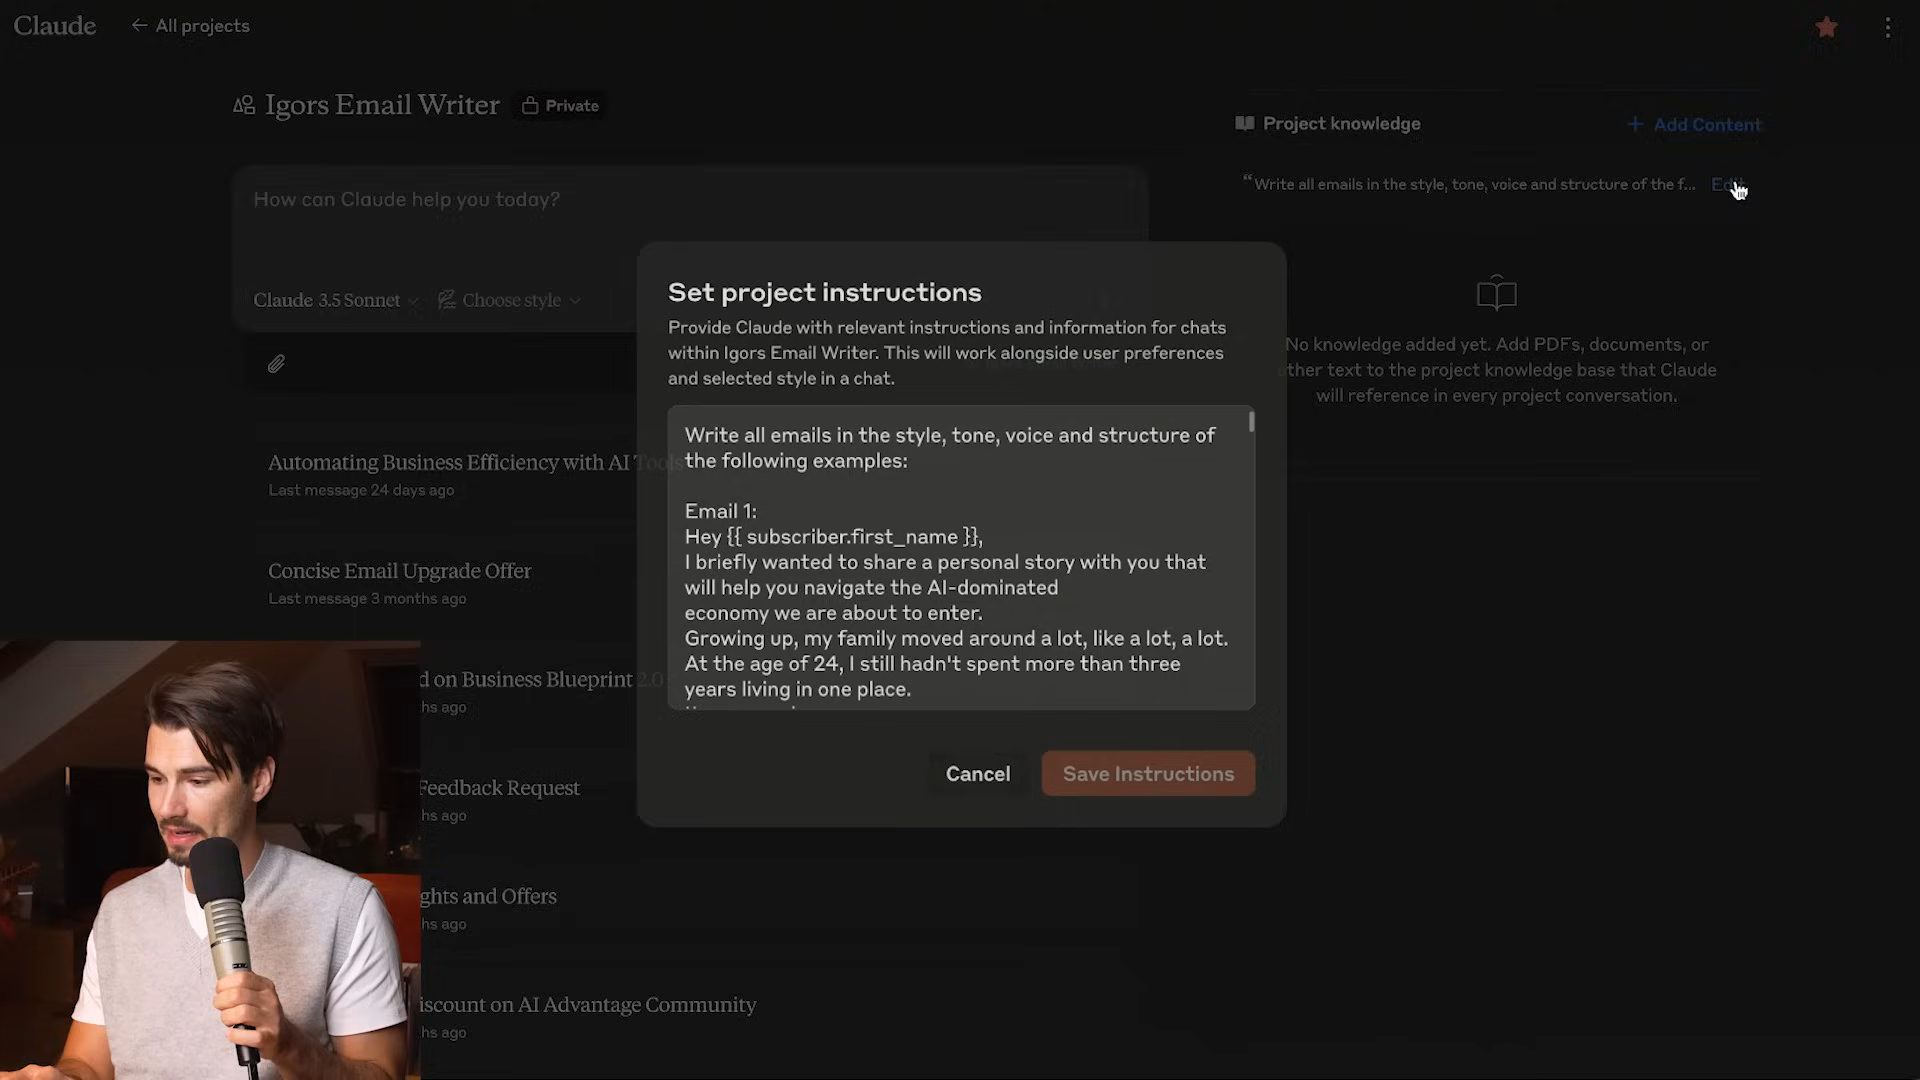 Claude
← All projects
Igors Email Writer
Private
How can Claude help you today?
Claude 3.5 Sonnet
Choose style
Project knowledge
+ Add Content
“Write all emails in the style, tone, voice and structure of the f...
Edit
No knowledge added yet. Add PDFs, documents, or
ther text to the project knowledge base that Claude
will reference in every project conversation.
Set project instructions
Provide Claude with relevant instructions and information for chats
within Igors Email Writer. This will work alongside user preferences
and selected style in a chat.
Write all emails in the style, tone, voice and structure of
the following examples:
Email 1:
Hey {{ subscriber.first_name }},
I briefly wanted to share a personal story with you that
will help you navigate the AI-dominated
economy we are about to enter.
Growing up, my family moved around a lot, like a lot, a lot.
At the age of 24, I still hadn't spent more than three
years living in one place.
Cancel
Save Instructions
Automating Business Efficiency with AI Tools
Last message 24 days ago
Concise Email Upgrade Offer
Last message 3 months ago
d on Business Blueprint 2.0
hs ago
Feedback Request
hs ago
ghts and Offers
hs ago
iscount on AI Advantage Community
hs ago